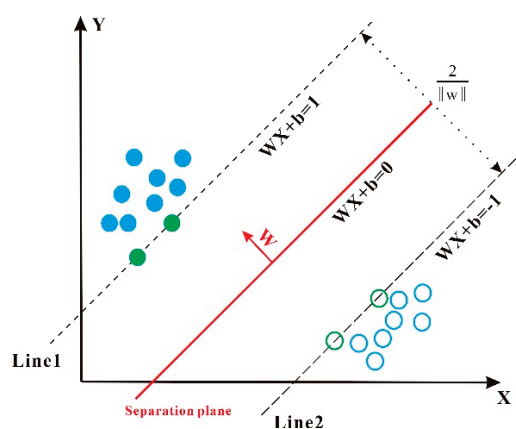 Y
2
‖w‖
WX+b=1
WX+b=0
WX+b=-1
W
Line1
X
Separation plane
Line2